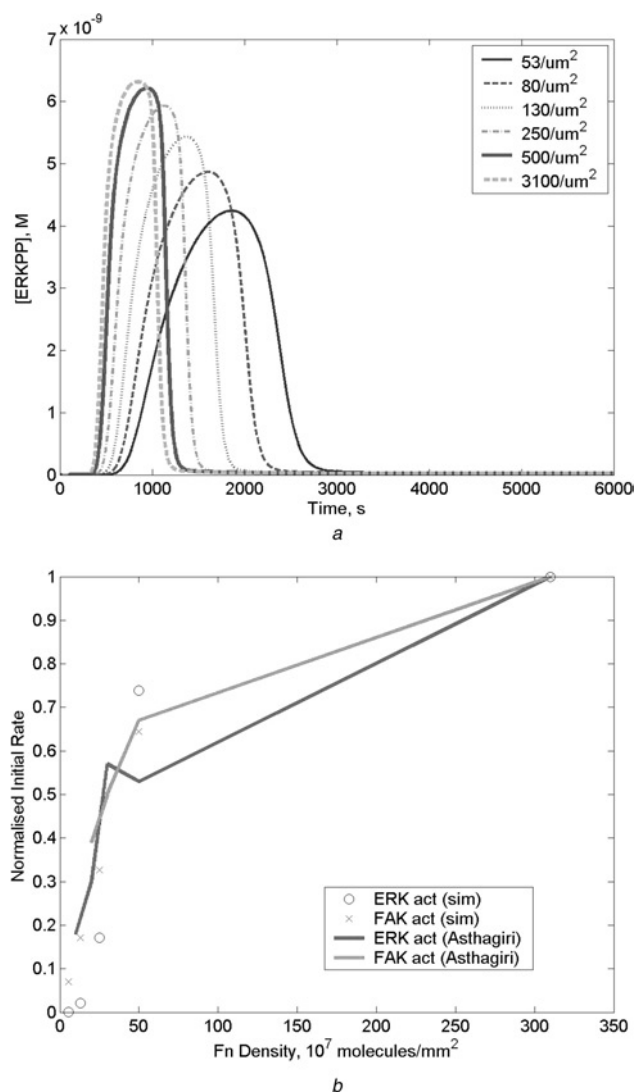 × 10⁻⁹
7
6
5
4
3
2
1
0
[ERKPP], M
53/um²
80/um²
130/um²
250/um²
500/um²
3100/um²
0 1000 2000 3000 4000 5000 6000
Time, s
a
1
0.9
0.8
0.7
0.6
0.5
0.4
0.3
0.2
0.1
0
Normalised Initial Rate
ERK act (sim)
FAK act (sim)
ERK act (Asthagiri)
FAK act (Asthagiri)
0 50 100 150 200 250 300 350
Fn Density, 10⁷ molecules/mm²
b